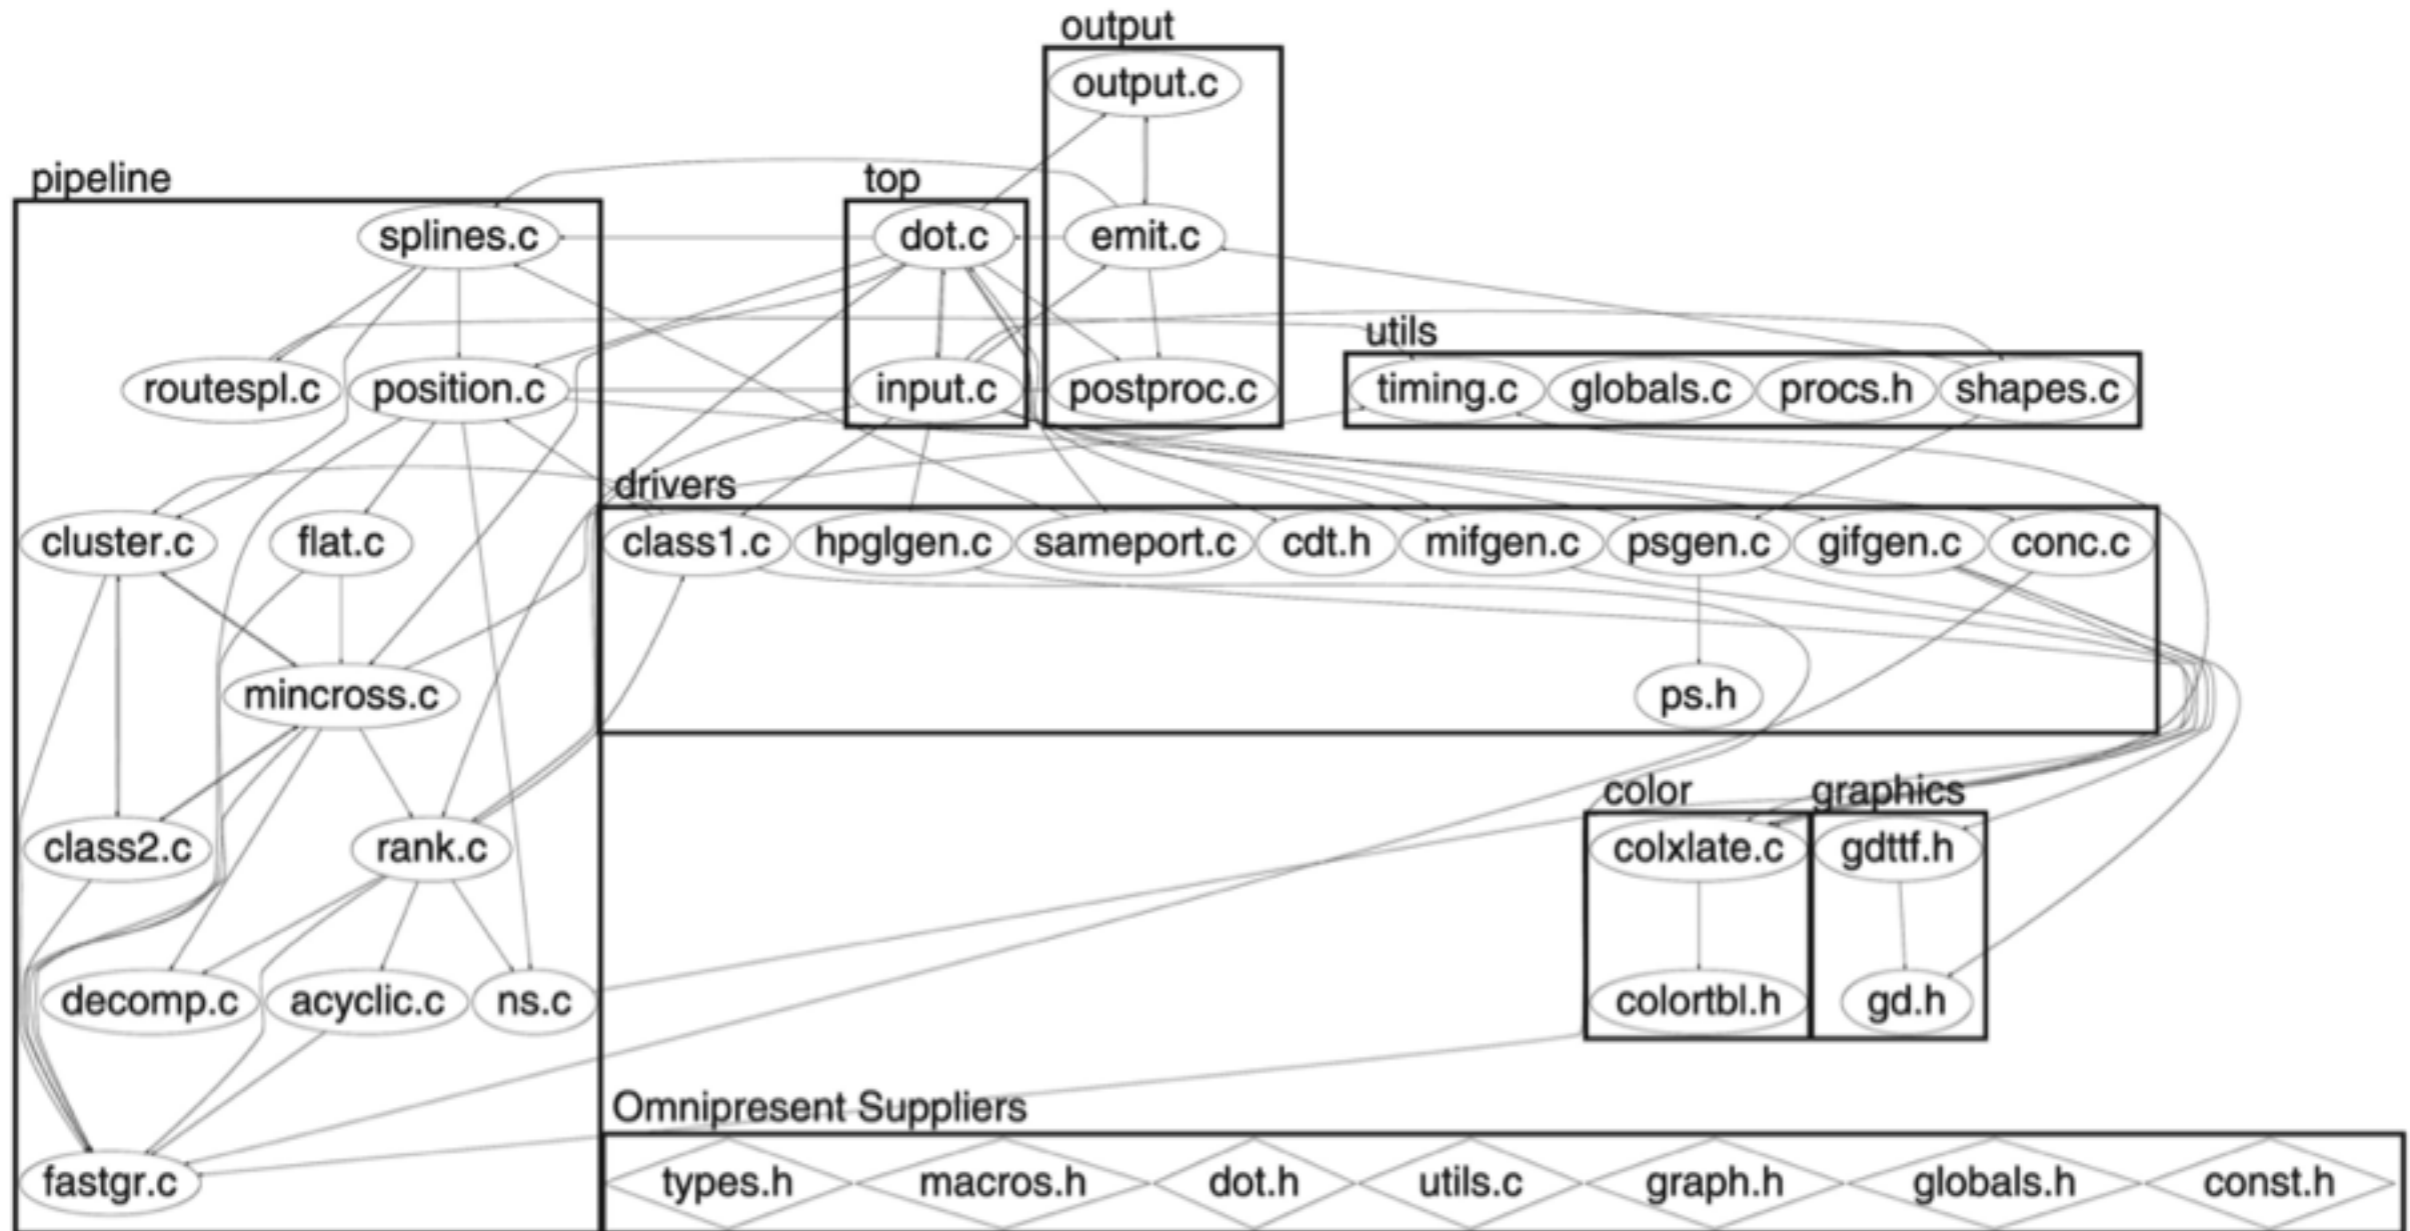 output
output.c
pipeline
top
splines.c
dot.c
emit.c
utils
routespl.c
position.c
input.c
postproc.c
timing.c
globals.c
procs.h
shapes.c
drivers
cluster.c
flat.c
class1.c
hpglgen.c
sameport.c
cdt.h
mifgen.c
psgen.c
gifgen.c
conc.c
mincross.c
ps.h
color
graphics
class2.c
rank.c
colxlate.c
gdttf.h
decomp.c
acyclic.c
ns.c
colortbl.h
gd.h
Omnipresent Suppliers
fastgr.c
types.h
macros.h
dot.h
utils.c
graph.h
globals.h
const.h